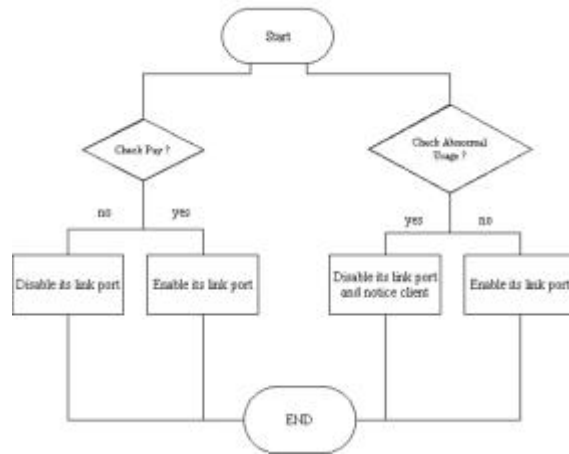 Start
Check Pay ?
Check Abnormal
Usage ?
no
yes
yes
no
Disable its link port
Enable its link port
Disable its link port
and notice client
Enable its link port
END